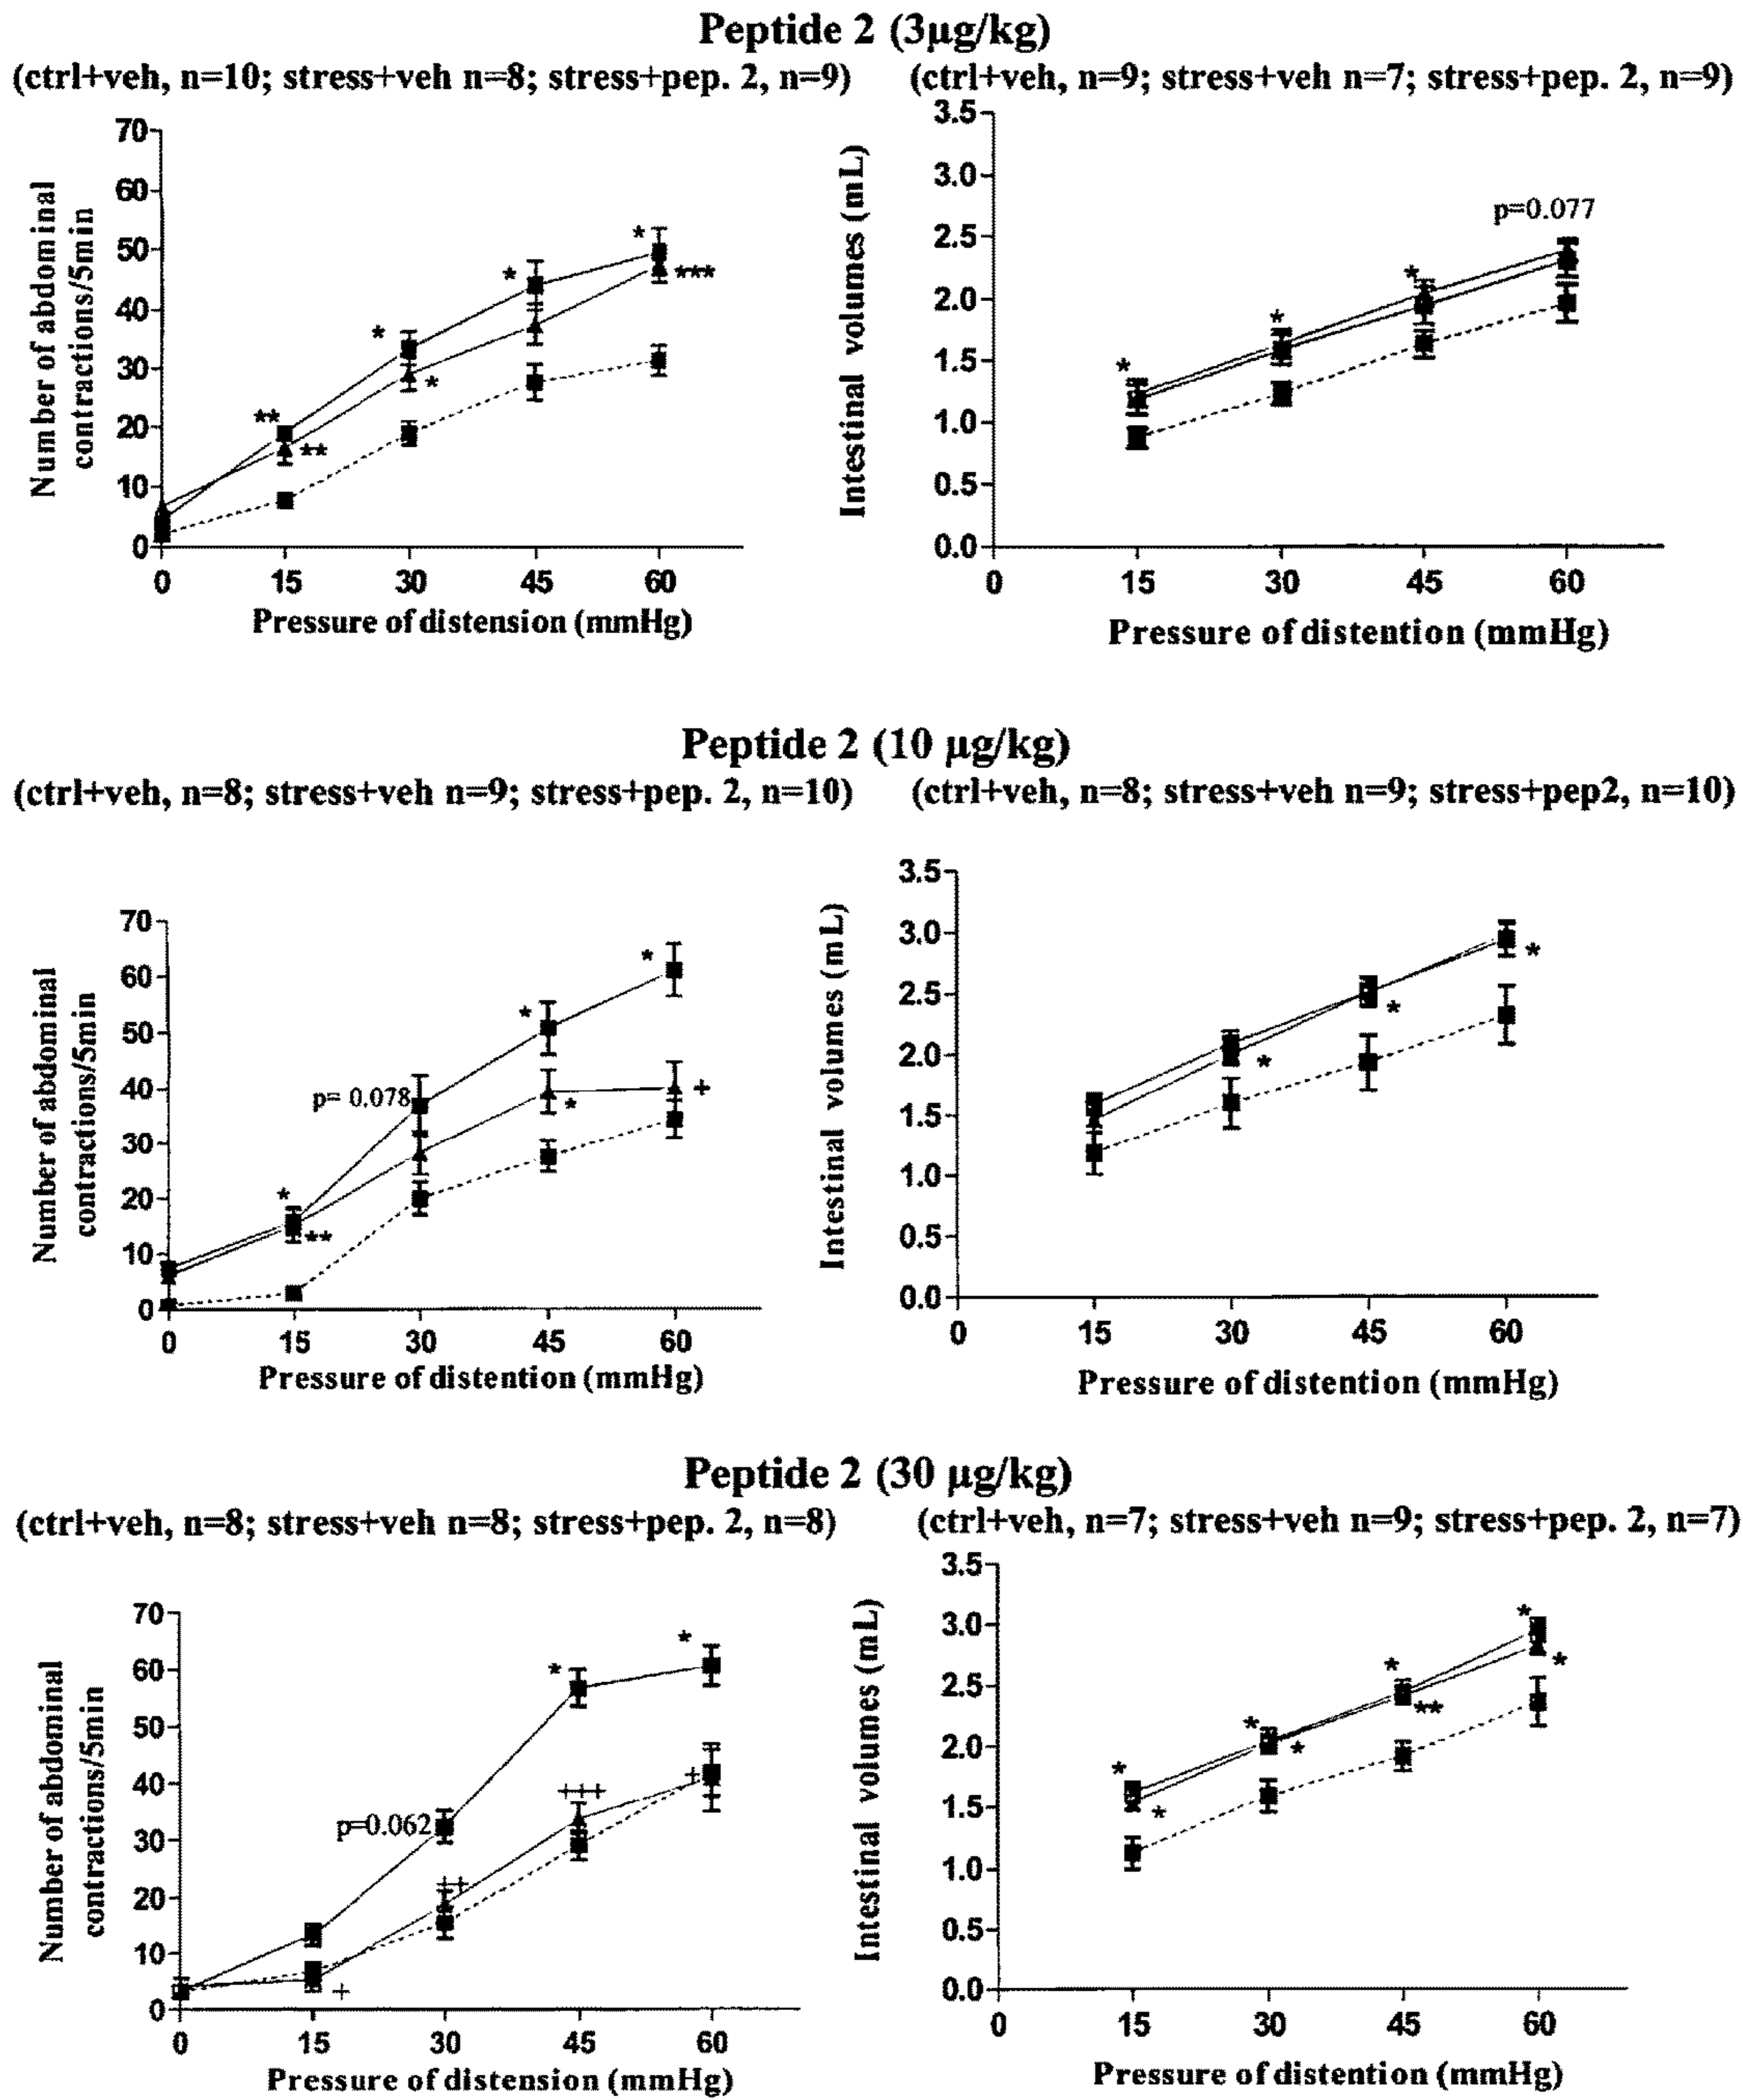 Peptide 2 (3µg/kg)
(ctrl+veh, n=10; stress+veh n=8; stress+pep. 2, n=9)
(ctrl+veh, n=9; stress+veh n=7; stress+pep. 2, n=9)
Number of abdominal
contractions/5min
70
60
50
40
30
20
10
0
**
**
*
*
*
*
***
0 15 30 45 60
Pressure of distension (mmHg)
Intestinal volumes (mL)
3.5
3.0
2.5
2.0
1.5
1.0
0.5
0.0
*
*
*
p=0.077
0 15 30 45 60
Pressure of distention (mmHg)
Peptide 2 (10 µg/kg)
(ctrl+veh, n=8; stress+veh n=9; stress+pep. 2, n=10)
(ctrl+veh, n=8; stress+veh n=9; stress+pep2, n=10)
Number of abdominal
contractions/5min
70
60
50
40
30
20
10
0
*
**
p= 0,078
*
*
*
+
0 15 30 45 60
Pressure of distention (mmHg)
Intestinal volumes (mL)
3.5
3.0
2.5
2.0
1.5
1.0
0.5
0.0
*
*
*
0 15 30 45 60
Pressure of distention (mmHg)
Peptide 2 (30 µg/kg)
(ctrl+veh, n=8; stress+veh n=8; stress+pep. 2, n=8)
(ctrl+veh, n=7; stress+veh n=9; stress+pep. 2, n=7)
Number of abdominal
contractions/5min
70
60
50
40
30
20
10
0
+
p=0.062
++
*
+++
*
+
0 15 30 45 60
Pressure of distension (mmHg)
Intestinal volumes (mL)
3.5
3.0
2.5
2.0
1.5
1.0
0.5
0.0
*
*
*
*
*
**
*
*
0 15 30 45 60
Pressure of distention (mmHg)